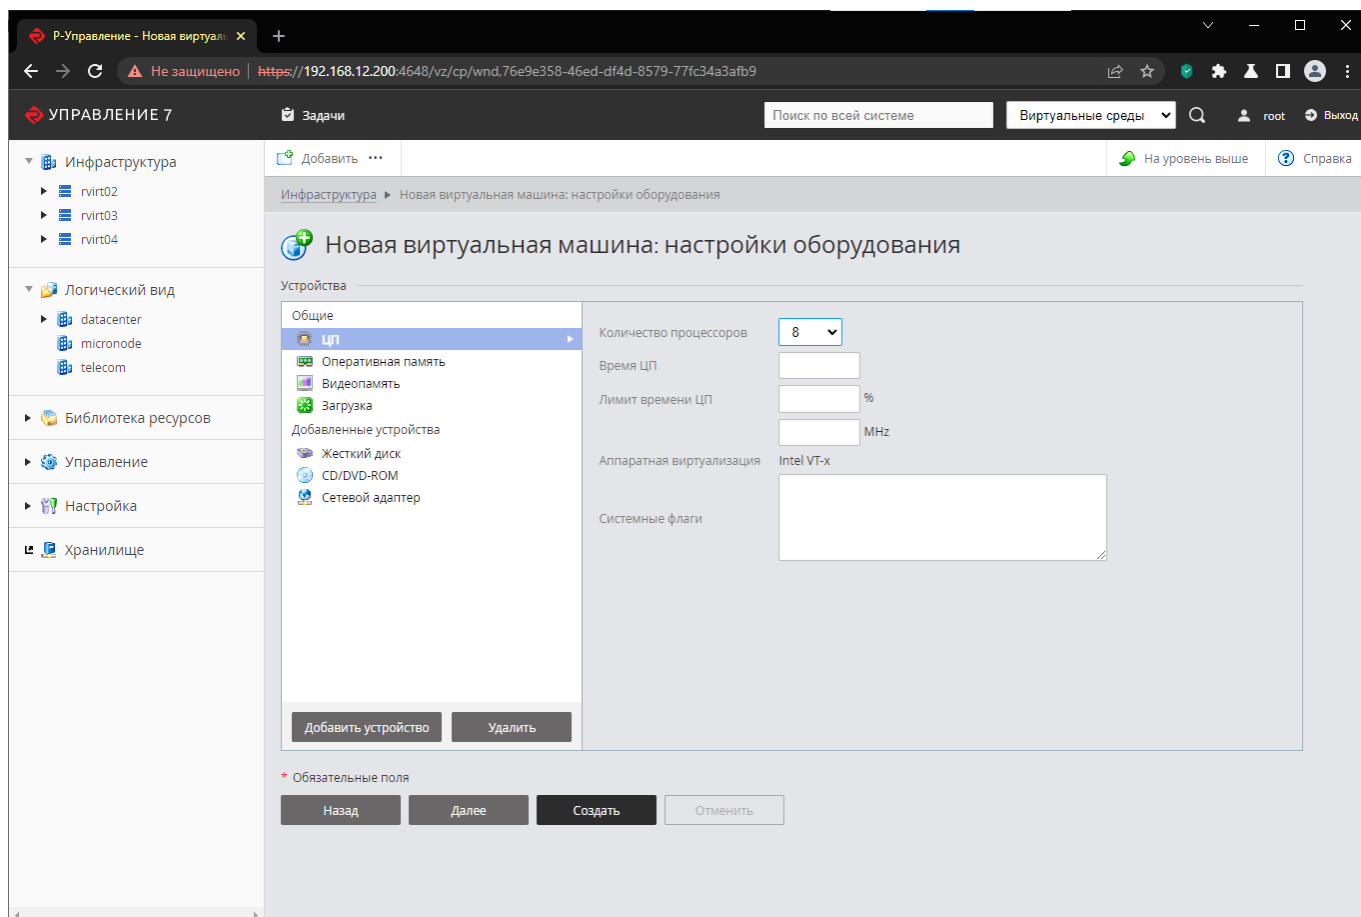 Р-Управление - Новая виртуаль
Не защищено https://192.168.12.200:4648/vz/cp/wnd,76e9e358-46ed-df4d-8579-77fc34a3afb9
УПРАВЛЕНИЕ 7
Задачи
Поиск по всей системе
Виртуальные среды
root
Выход
Инфраструктура
rvirt02
rvirt03
rvirt04
Логический вид
datacenter
micronode
telecom
Библиотека ресурсов
Управление
Настройка
Хранилище
Добавить ...
На уровень выше
Справка
Инфраструктура ▸ Новая виртуальная машина: настройки оборудования
Новая виртуальная машина: настройки оборудования
Устройства
Общие
ЦП
Оперативная память
Видеопамять
Загрузка
Добавленные устройства
Жесткий диск
CD/DVD-ROM
Сетевой адаптер
Добавить устройство
Удалить
Количество процессоров 8
Время ЦП
Лимит времени ЦП %
MHz
Аппаратная виртуализация Intel VT-x
Системные флаги
* Обязательные поля
Назад
Далее
Создать
Отменить